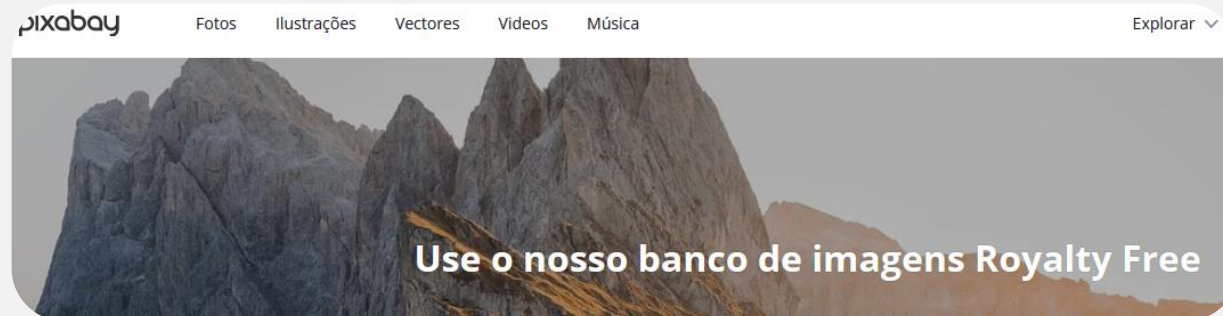 pixabay
Fotos Ilustrações Vectores Videos Música Explorar
Use o nosso banco de imagens Royalty Free